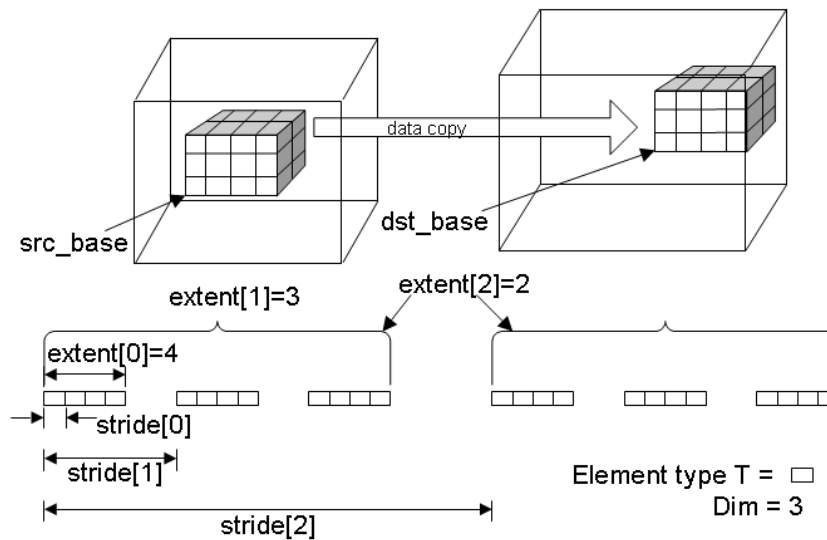 data copy
src_base
dst_base
extent[1]=3
extent[2]=2
extent[0]=4
stride[0]
stride[1]
stride[2]
Element type T =
Dim = 3